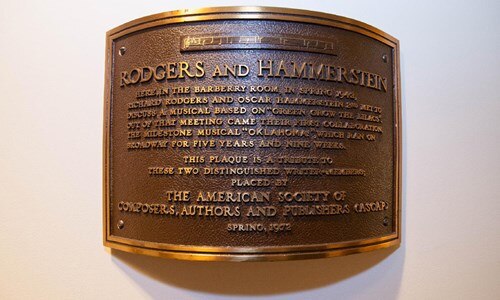 RODGERS AND HAMMERSTEIN
HERE IN THE BARBERRY ROOM, IN SPRING
RICHARD RODGERS AND OSCAR HAMMERSTEIN MET TO
DISCUSS A MUSICAL BASED ON "GREEN GROW THE LILACS"
OUT OF THAT MEETING CAME THEIR FIRST COLLABORATION
THE MILESTONE MUSICAL "OKLAHOMA" WHICH RAN ON
BROADWAY FOR FIVE YEARS AND NINE WEEKS.
THIS PLAQUE IS A TRIBUTE TO
THESE TWO DISTINGUISHED WRITER-MEMBERS
PLACED BY
THE AMERICAN SOCIETY OF
COMPOSERS, AUTHORS AND PUBLISHERS (ASCAP)
SPRING, 1972